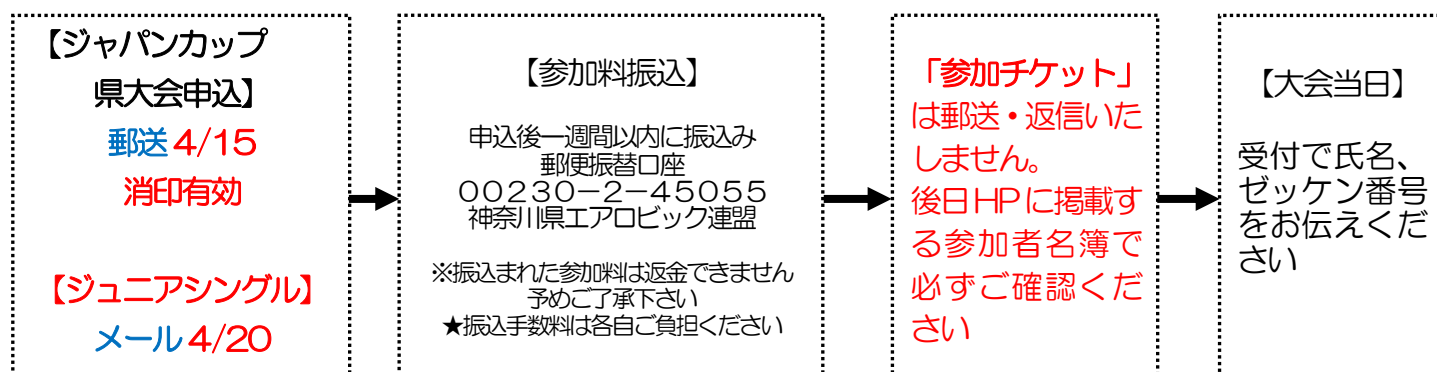 【ジャパンカップ
県大会申込】
郵送 4/15
消印有効
【ジュニアシングル】
メール 4/20
【参加料振込】
申込後一週間以内に振込み
郵便振替口座
００２３０－２－４５０５５
神奈川県エアロビック連盟
※振込まれた参加料は返金できません
予めご了承下さい
★振込手数料は各自ご負担ください
「参加チケット」
は郵送・返信いた
しません。
後日 HP に掲載す
る参加者名簿で
必ずご確認くだ
さい
【大会当日】
受付で氏名、
ゼッケン番号
をお伝えくだ
さい